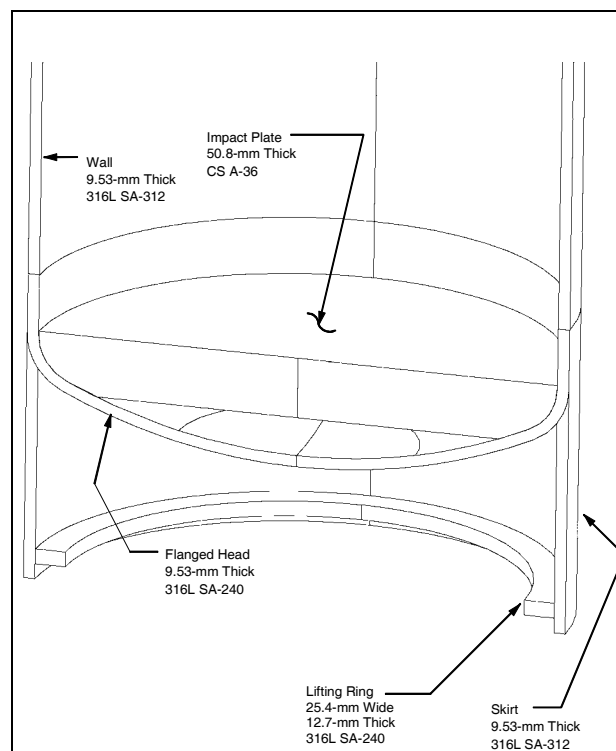 Impact Plate
50.8-mm Thick
CS A-36
Wall
9.53-mm Thick
316L SA-312
Flanged Head
9.53-mm Thick
316L SA-240
Lifting Ring
25.4-mm Wide
12.7-mm Thick
316L SA-240
Skirt
9.53-mm Thick
316L SA-312